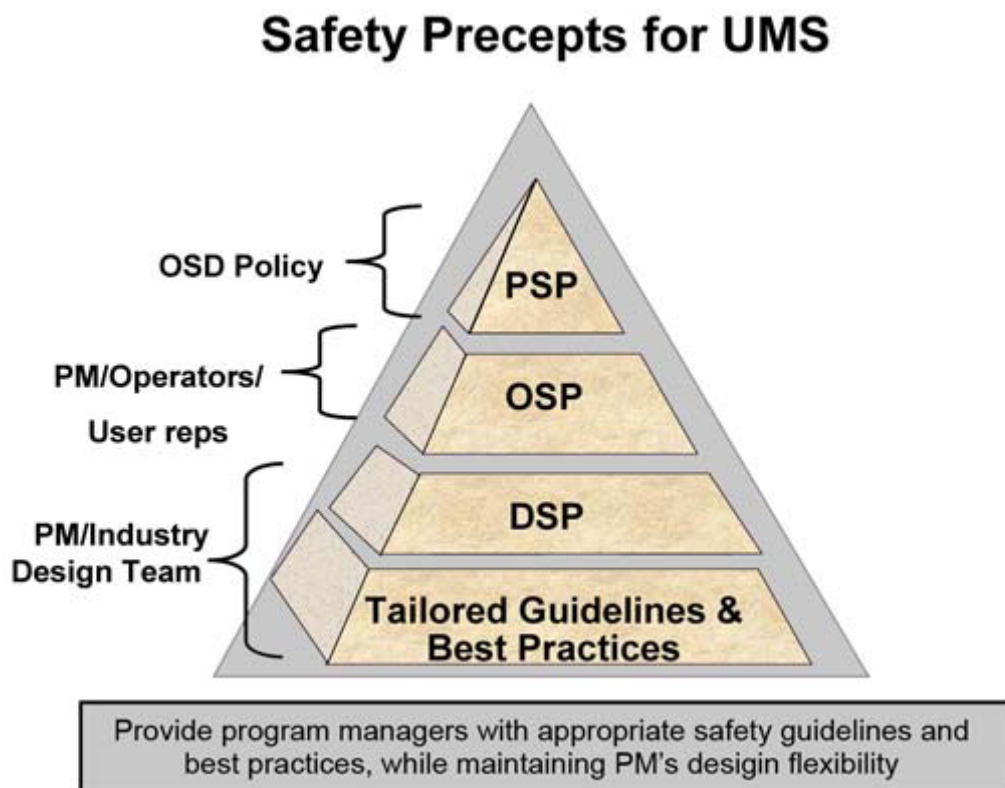 Safety Precepts for UMS
OSD Policy
PSP
PM/Operators/
User reps
OSP
PM/Industry
Design Team
DSP
Tailored Guidelines &
Best Practices
Provide program managers with appropriate safety guidelines and
best practices, while maintaining PM's desigin flexibility